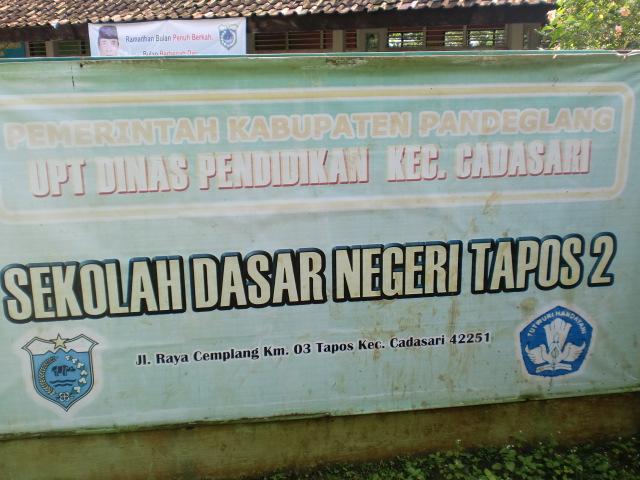 Ramadhan Bulan Penuh Berkah,
PEMERINTAH KABUPATEN PANDEGLANG
UPT DINAS PENDIDIKAN KEC. CADASARI
SEKOLAH DASAR NEGERI TAPOS 2
Jl. Raya Cemplang Km. 03 Tapos Kec. Cadasari 42251
TUT WURI HANDAYANI